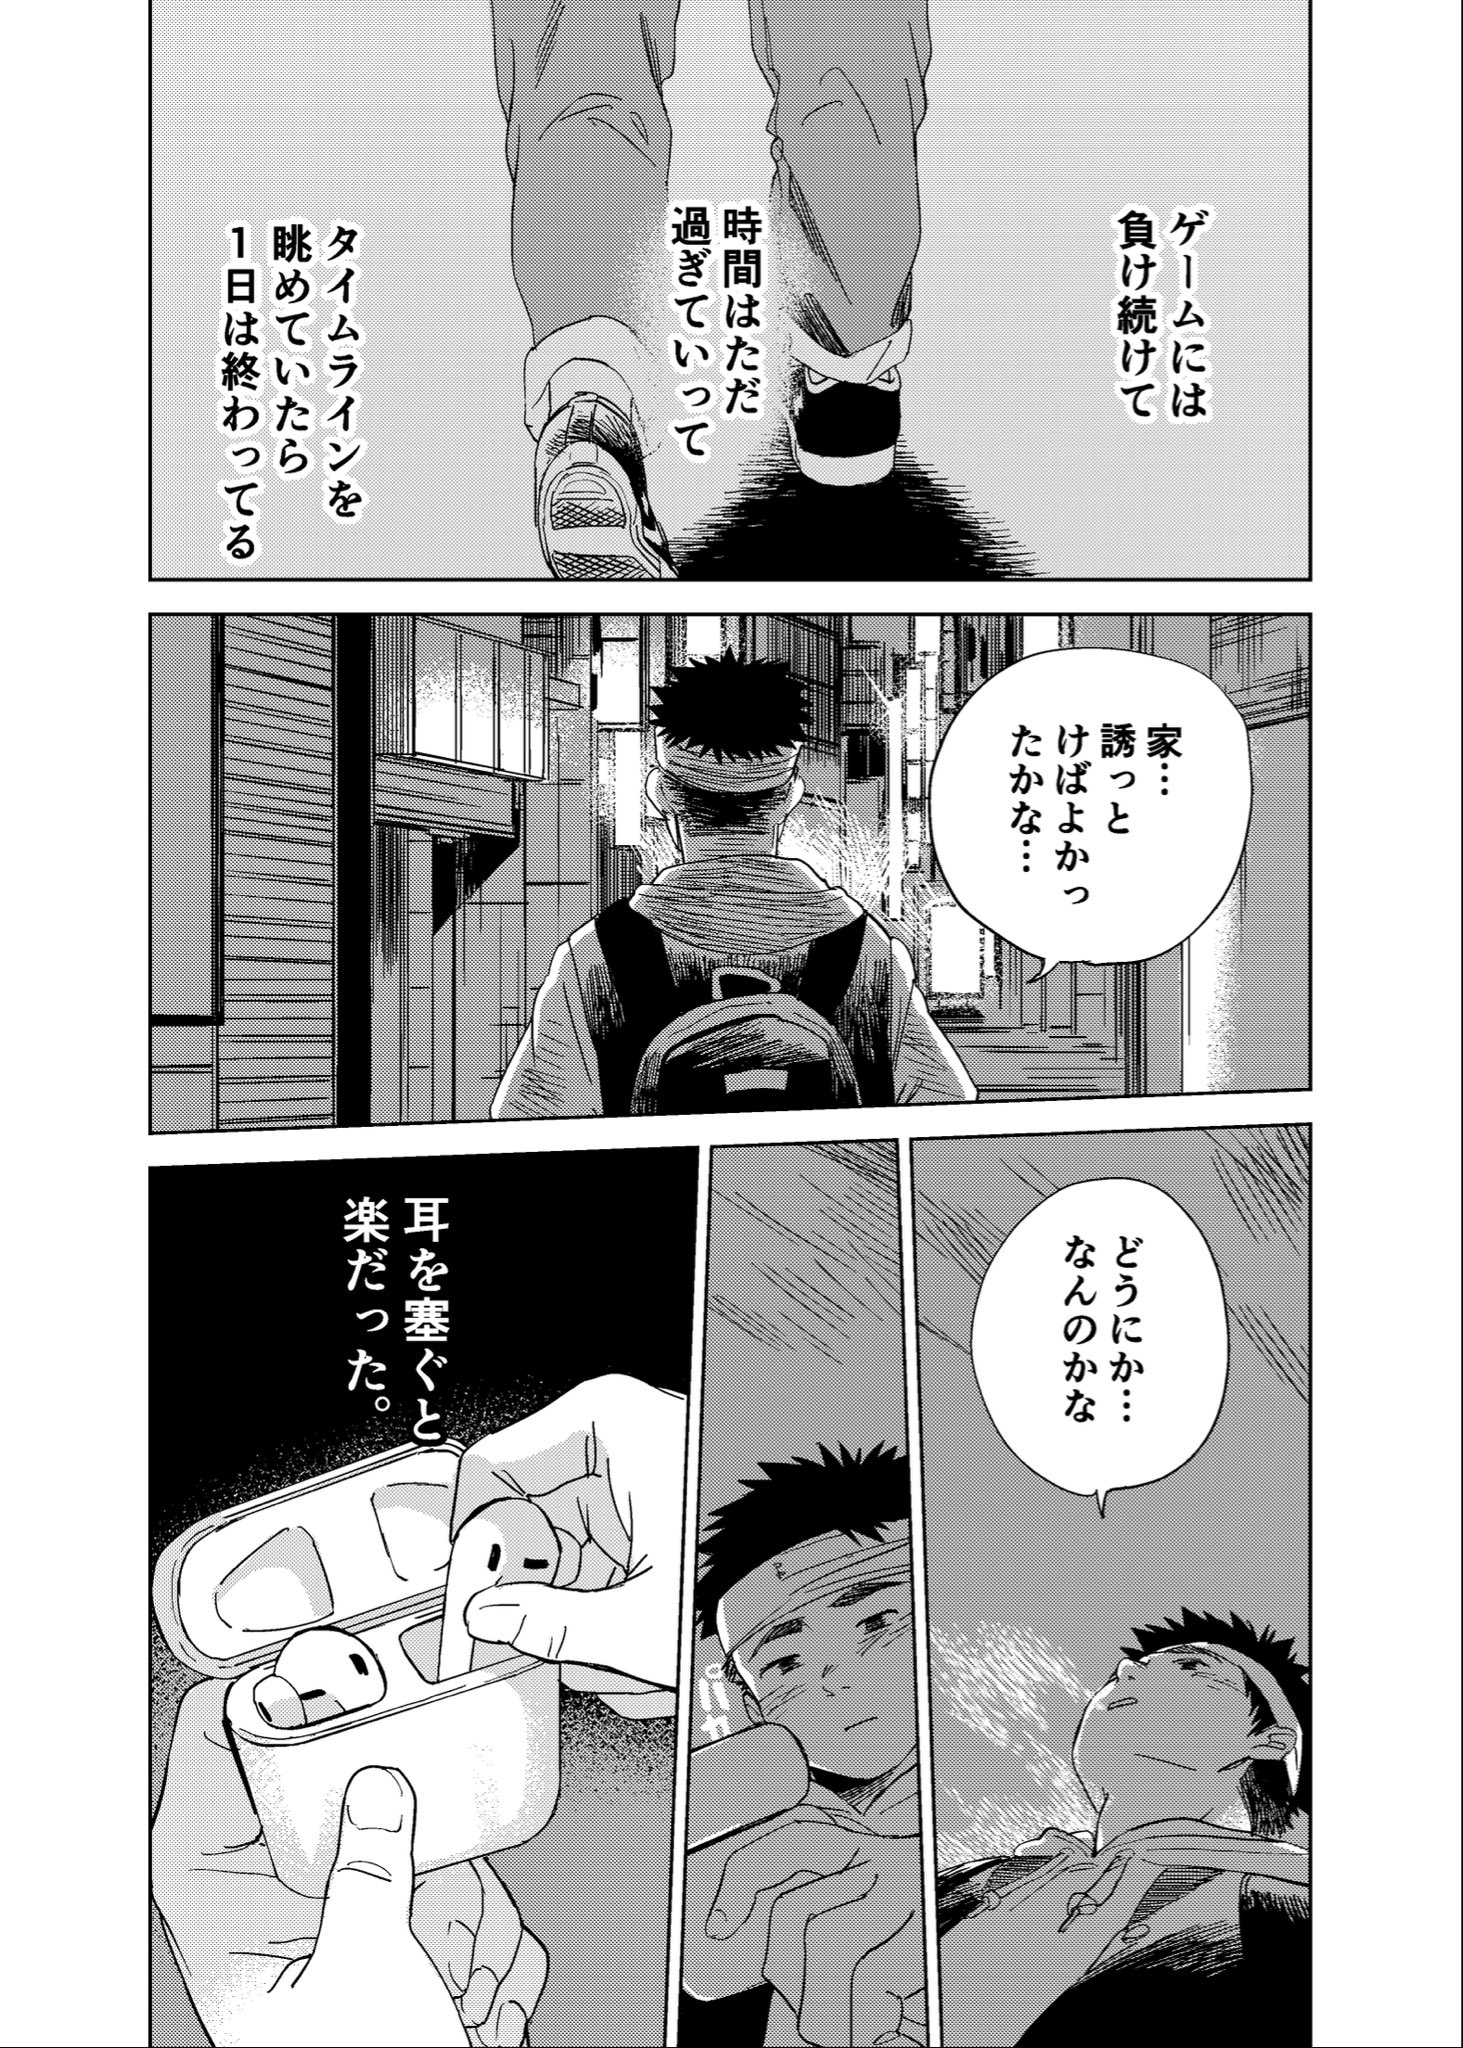 ゲームには
負け続けて
時間はただ
過ぎていって
タイムラインを
眺めていたら
１日は終わってる
家…
誘っと
けばよかっ
たかな…
どうにか…
なんのかな
パカ
耳を塞ぐと
楽だった。